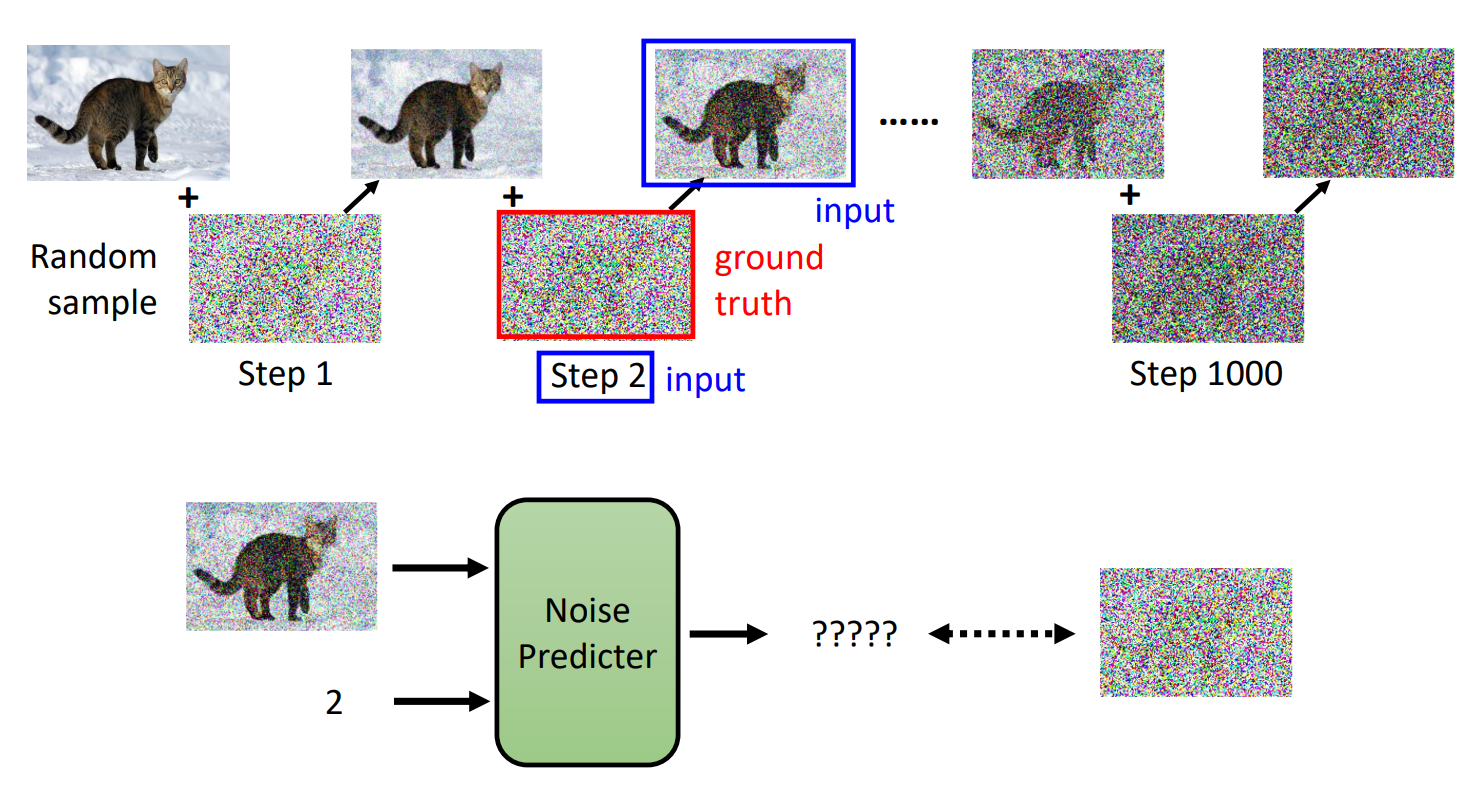 +
+
......
+
input
Random
sample
ground
truth
Step 1
Step 2
input
Step 1000
Noise
Predicter
?????
2